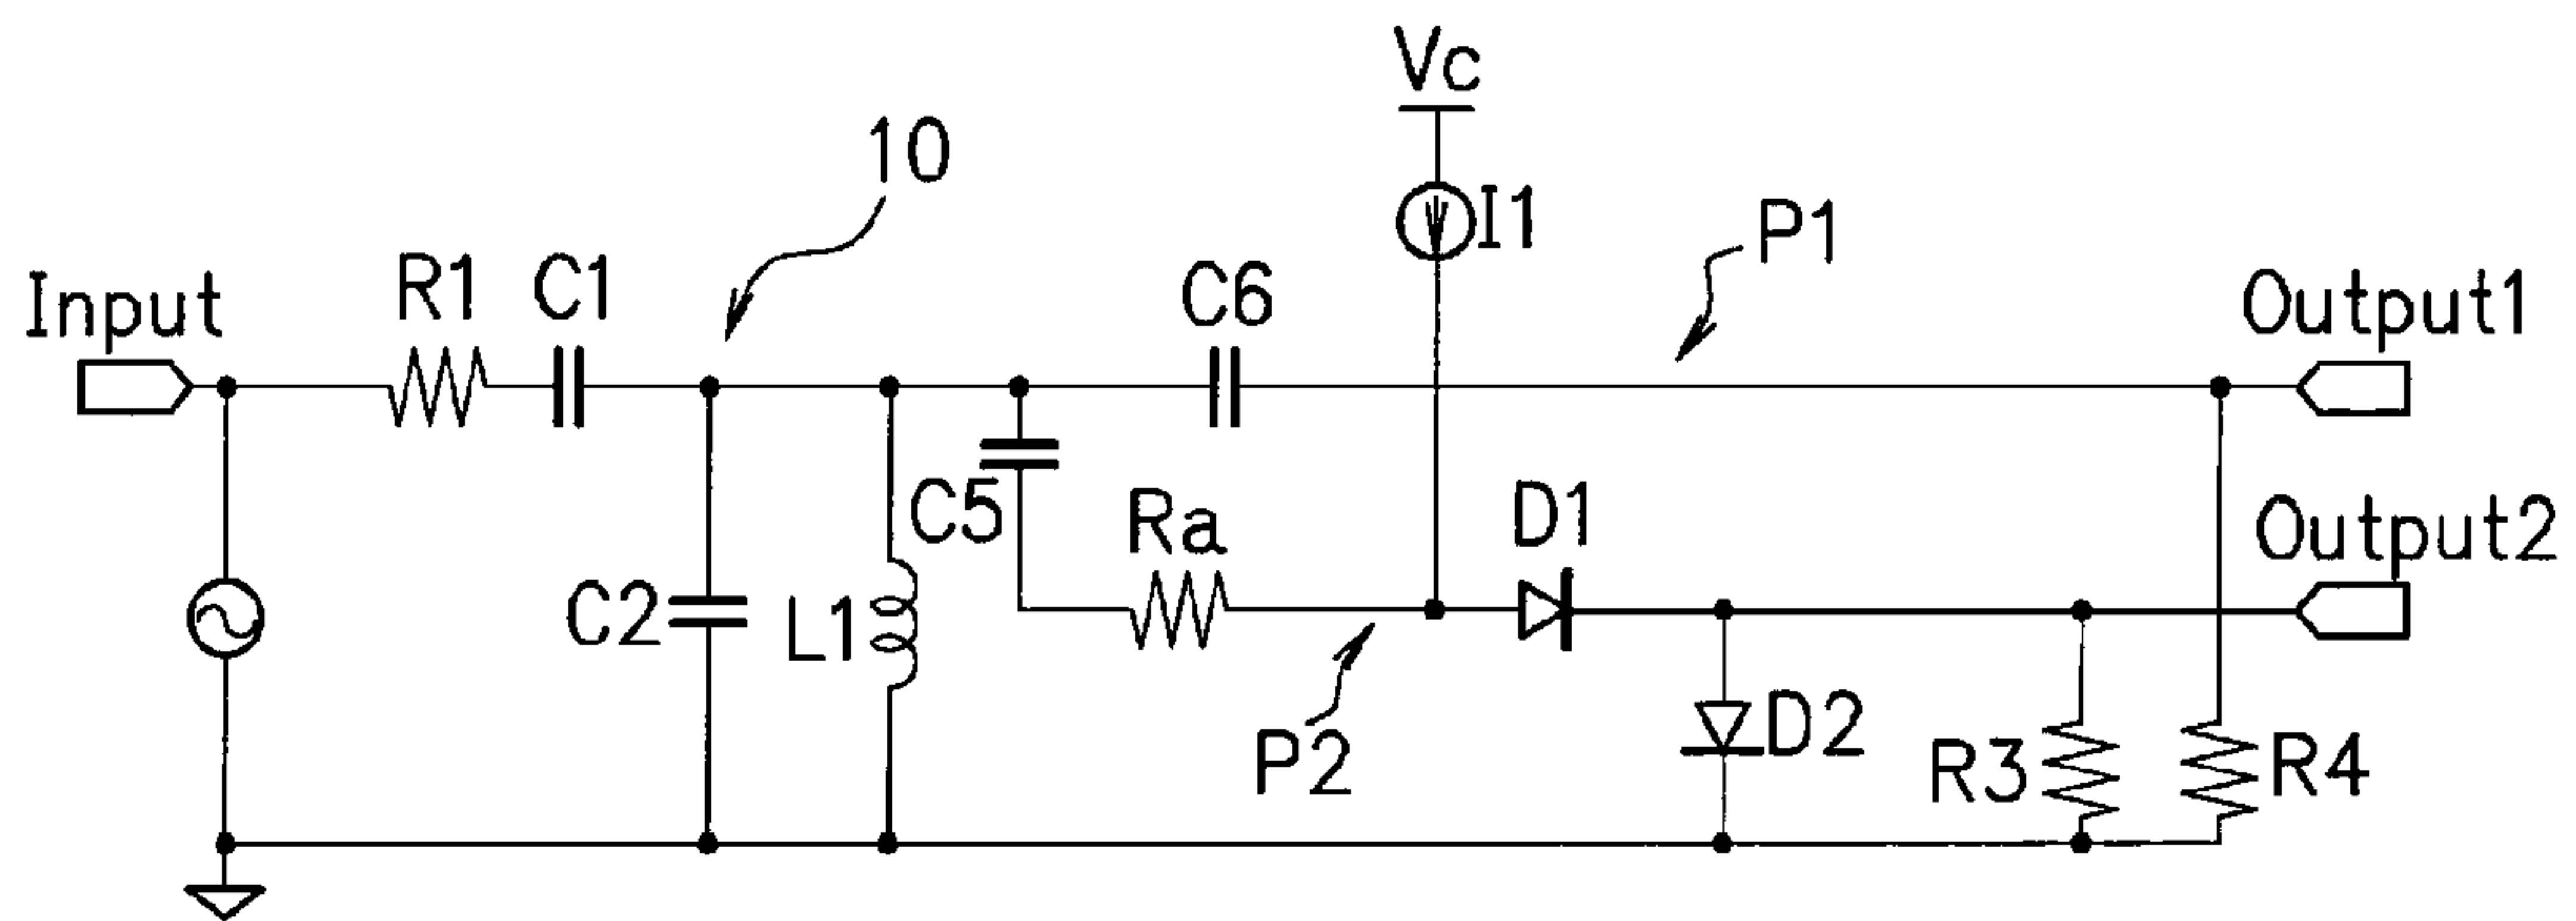 Vc
10
I1
P1
Input
R1
C1
C6
Output1
C5
Ra
D1
Output2
C2
L1
P2
D2
R3
R4